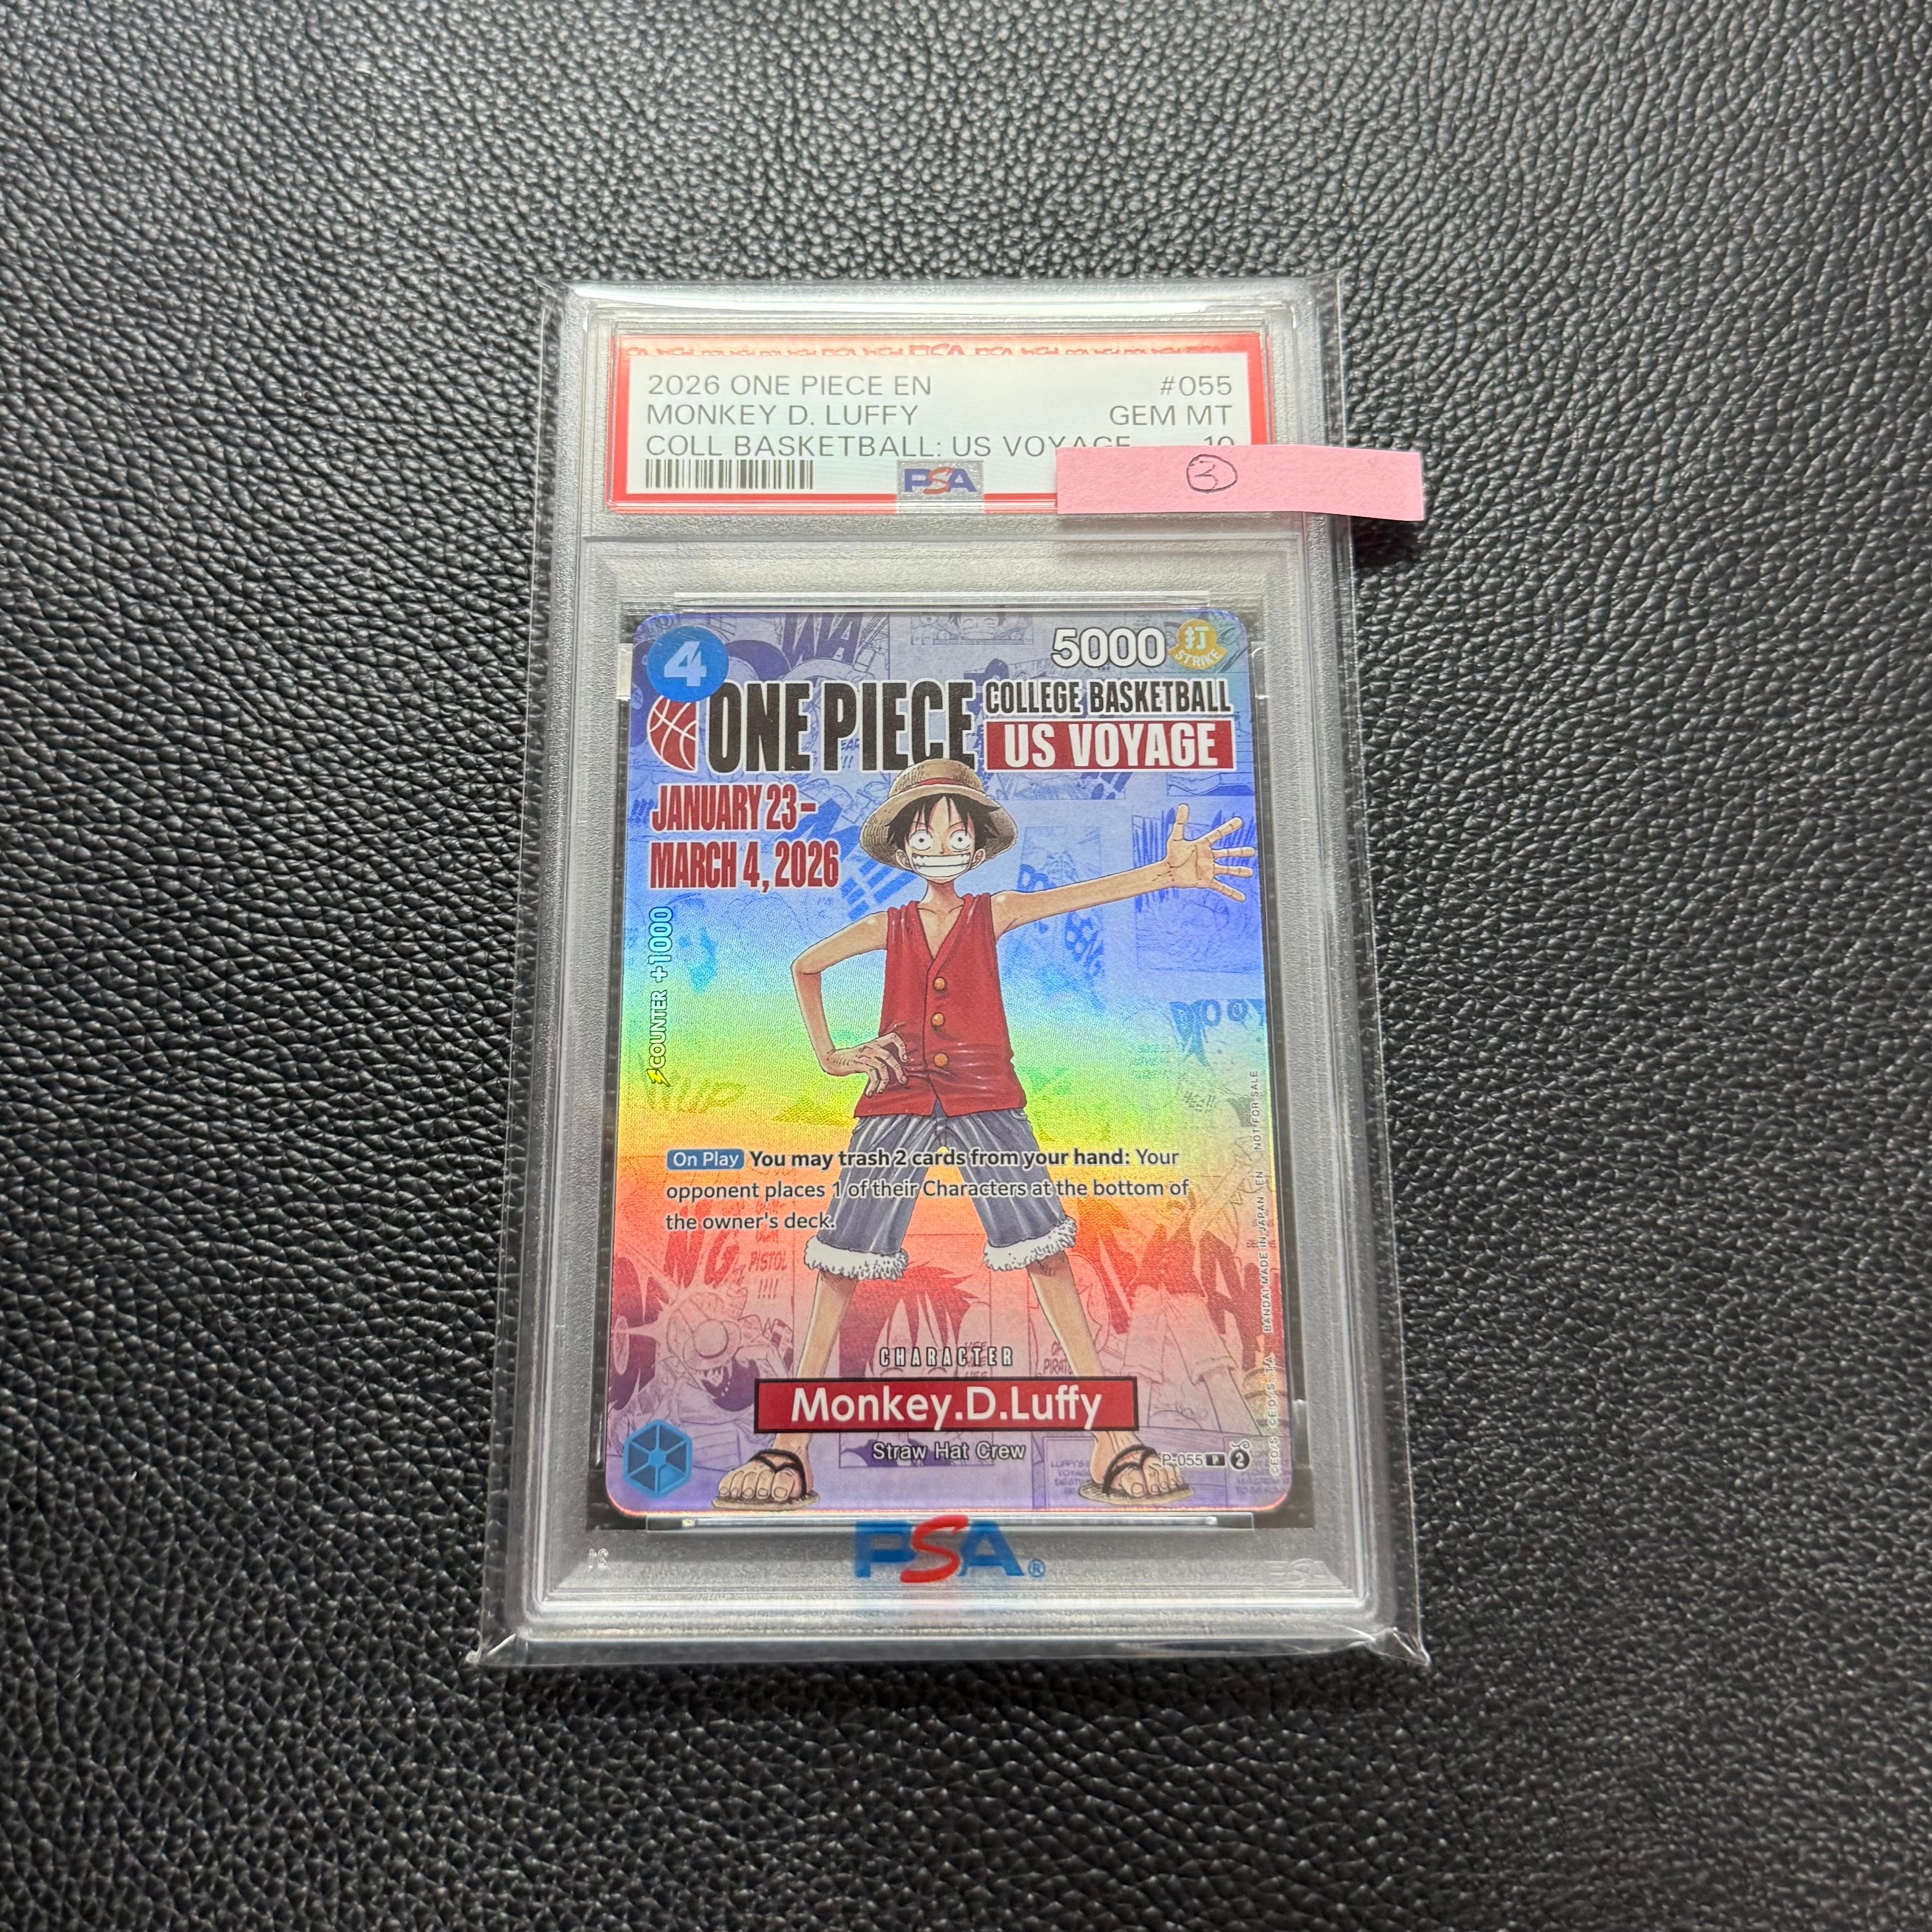 2026 ONE PIECE EN #055
MONKEY D. LUFFY GEM MT
COLL BASKETBALL: US VOYAGE 10
PSA
③
4
5000 打
STRIKE
ONE PIECE COLLEGE BASKETBALL
US VOYAGE
JANUARY 23-
MARCH 4, 2026
COUNTER +1000
On Play You may trash 2 cards from your hand: Your
opponent places 1 of their Characters at the bottom of
the owner's deck.
PISTOL
!!!!
CHARACTER
Monkey.D.Luffy
Straw Hat Crew
P-055 P 2
BANDAI MADE IN JAPAN EN NOT FOR SALE
PSA®